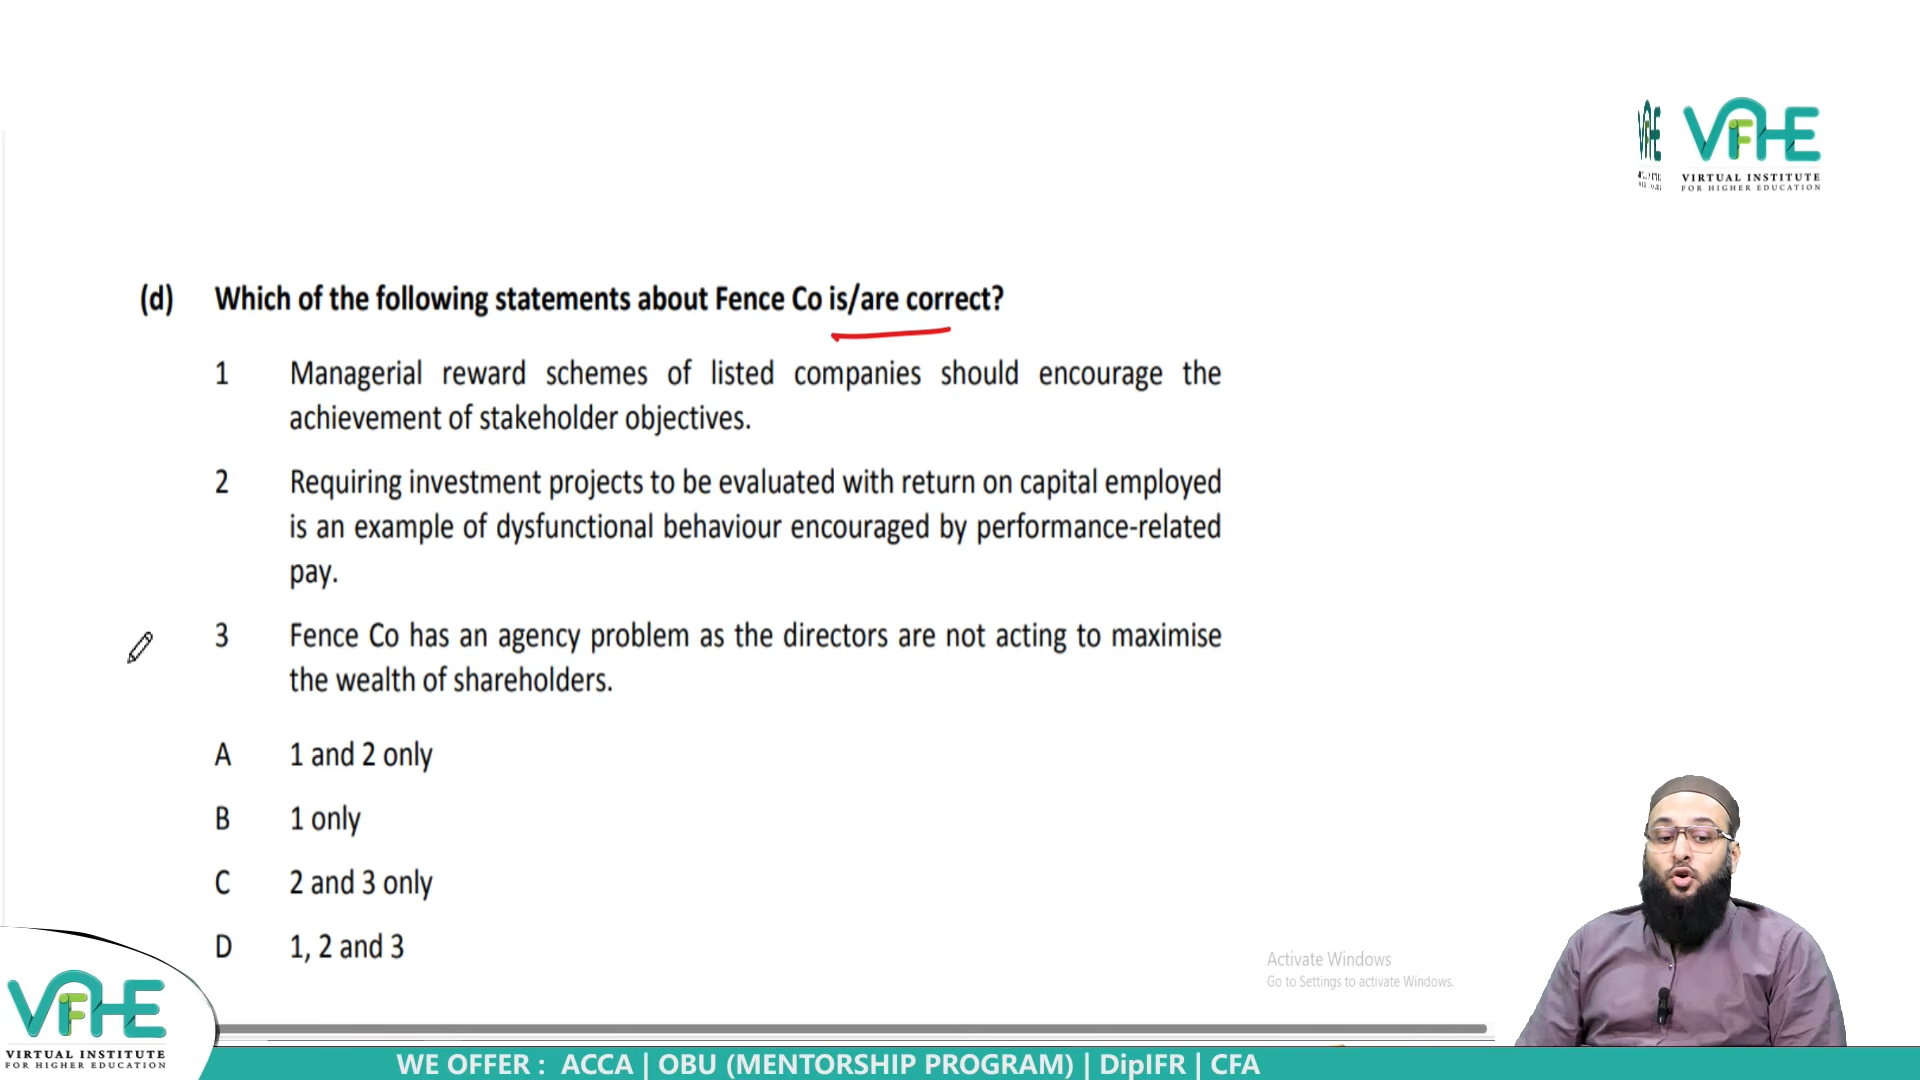 VFHE
VIRTUAL INSTITUTE
FOR HIGHER EDUCATION
(d) Which of the following statements about Fence Co is/are correct?
1 Managerial reward schemes of listed companies should encourage the
achievement of stakeholder objectives.
2 Requiring investment projects to be evaluated with return on capital employed
is an example of dysfunctional behaviour encouraged by performance-related
pay.
3 Fence Co has an agency problem as the directors are not acting to maximise
the wealth of shareholders.
A 1 and 2 only
B 1 only
C 2 and 3 only
D 1, 2 and 3
Activate Windows
Go to Settings to activate Windows.
VFHE
VIRTUAL INSTITUTE
FOR HIGHER EDUCATION
WE OFFER : ACCA | OBU (MENTORSHIP PROGRAM) | DipIFR | CFA